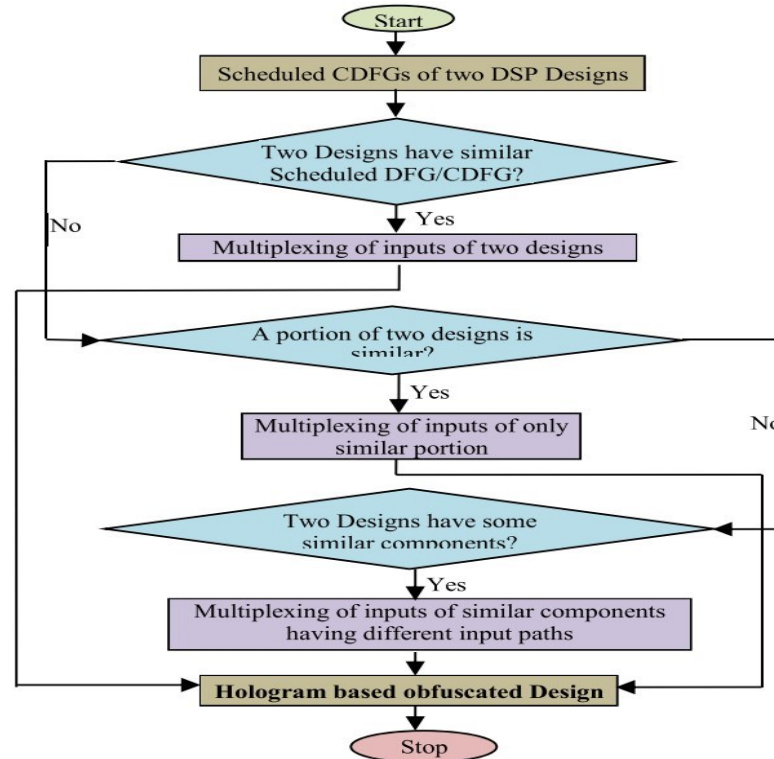 Start
Scheduled CDFGs of two DSP Designs
Two Designs have similar
Scheduled DFG/CDFG?
No
Yes
Multiplexing of inputs of two designs
A portion of two designs is
similar?
Yes
No
Multiplexing of inputs of only
similar portion
Two Designs have some
similar components?
Yes
Multiplexing of inputs of similar components
having different input paths
Hologram based obfuscated Design
Stop